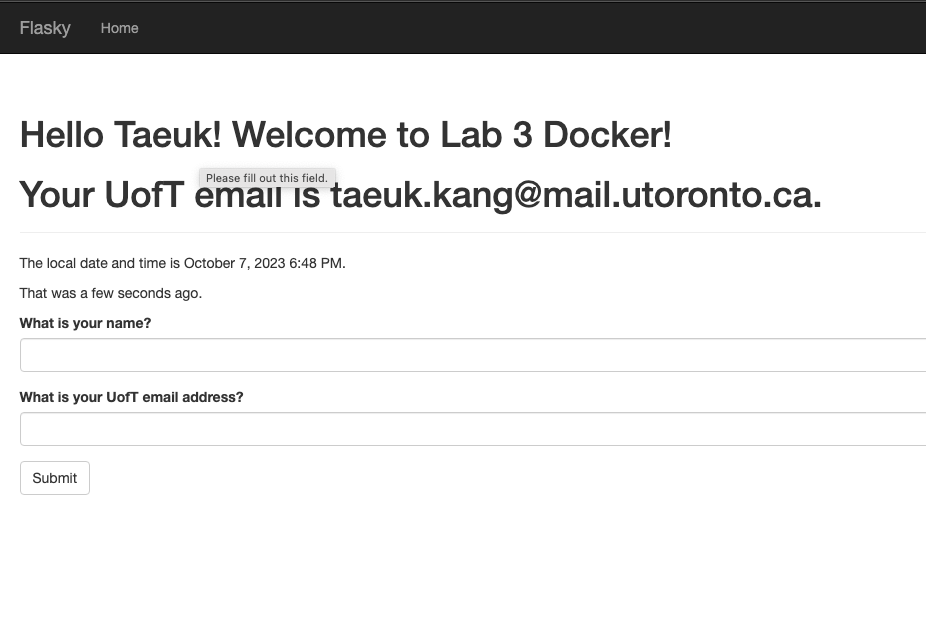 Flasky Home
Hello Taeuk! Welcome to Lab 3 Docker!
Please fill out this field.
Your UofT email is taeuk.kang@mail.utoronto.ca.
The local date and time is October 7, 2023 6:48 PM.
That was a few seconds ago.
What is your name?
What is your UofT email address?
Submit